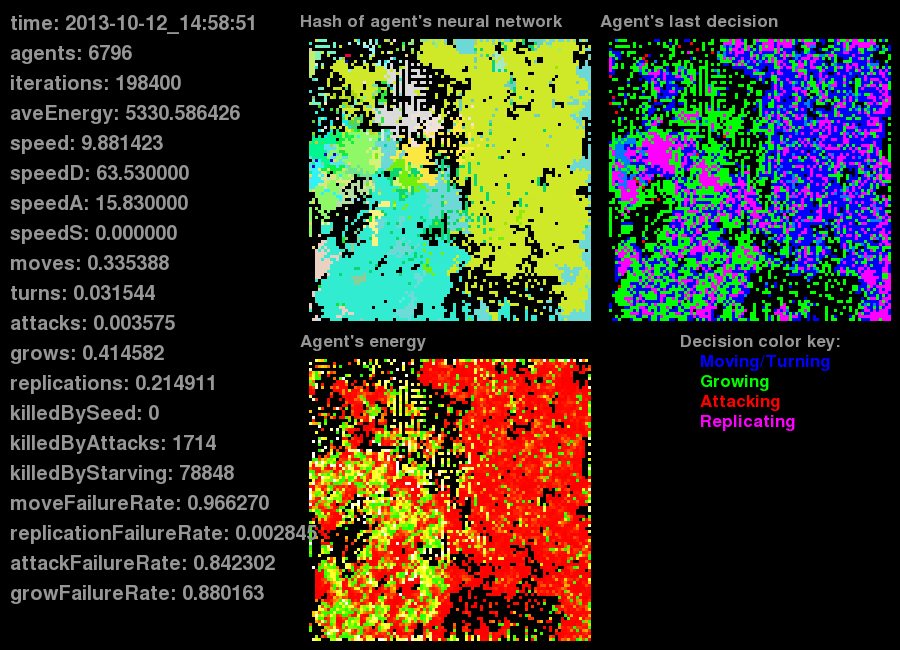 time: 2013-10-12_14:58:51
agents: 6796
iterations: 198400
aveEnergy: 5330.586426
speed: 9.881423
speedD: 63.530000
speedA: 15.830000
speedS: 0.000000
moves: 0.335388
turns: 0.031544
attacks: 0.003575
grows: 0.414582
replications: 0.214911
killedBySeed: 0
killedByAttacks: 1714
killedByStarving: 78848
moveFailureRate: 0.966270
replicationFailureRate: 0.002845
attackFailureRate: 0.842302
growFailureRate: 0.880163
Hash of agent's neural network
Agent's last decision
Agent's energy
Decision color key:
Moving/Turning
Growing
Attacking
Replicating